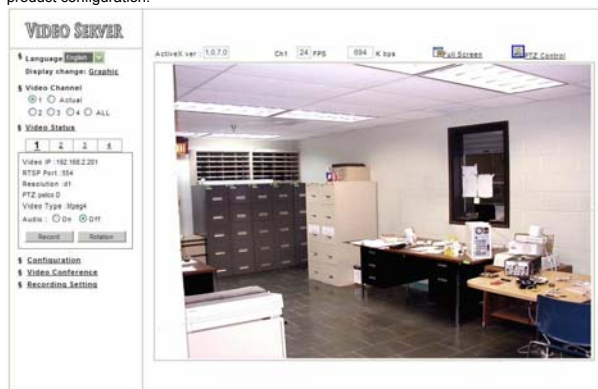 product configuration.
VIDEO SERVER
§ Language English
Display change: Graphic
§ Video Channel
1 Actual
2 3 4 ALL
§ Video Status
1 2 3 4
Video IP :192.168.2.201
RTSP Port :554
Resolution :d1
PTZ:pelco D
Video Type :Mpeg4
Audio : On Off
Record Rotation
§ Configuration
§ Video Conference
§ Recording Setting
ActiveX ver : 1,0,7,0 Ch1 24 FPS 694 K bps Full Screen PTZ Control